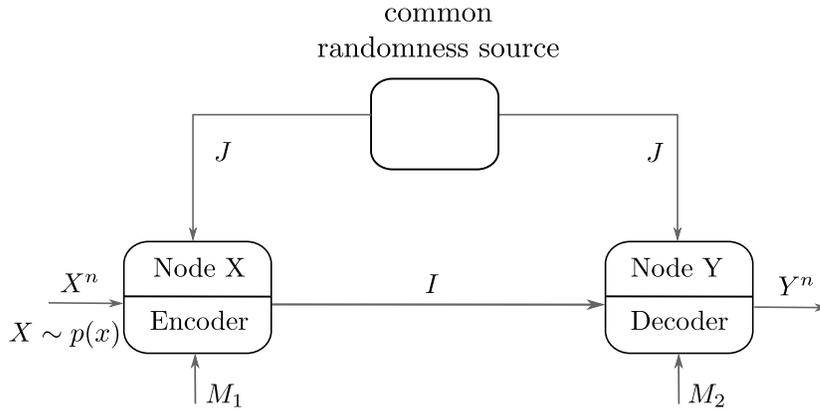 common
randomness source
J
J
Node X
Node Y
X^n
I
Y^n
Encoder
Decoder
X ∼ p(x)
M_1
M_2